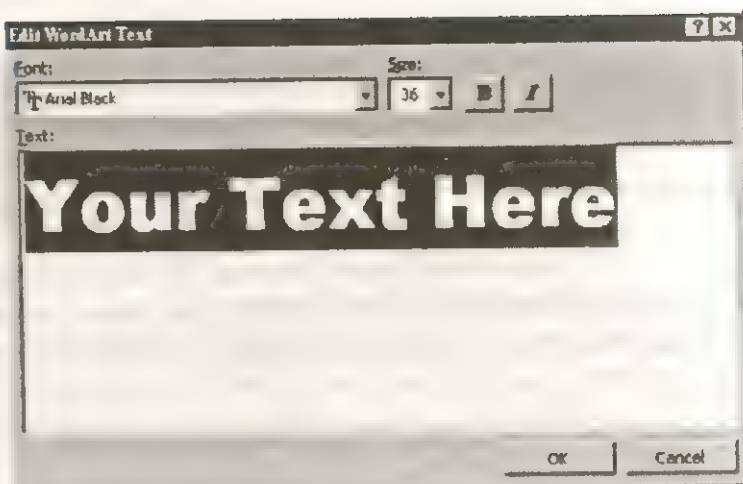 Edit WordArt Text
Font: Size:
Arial Black 36 B I
Text:
Your Text Here
OK Cancel